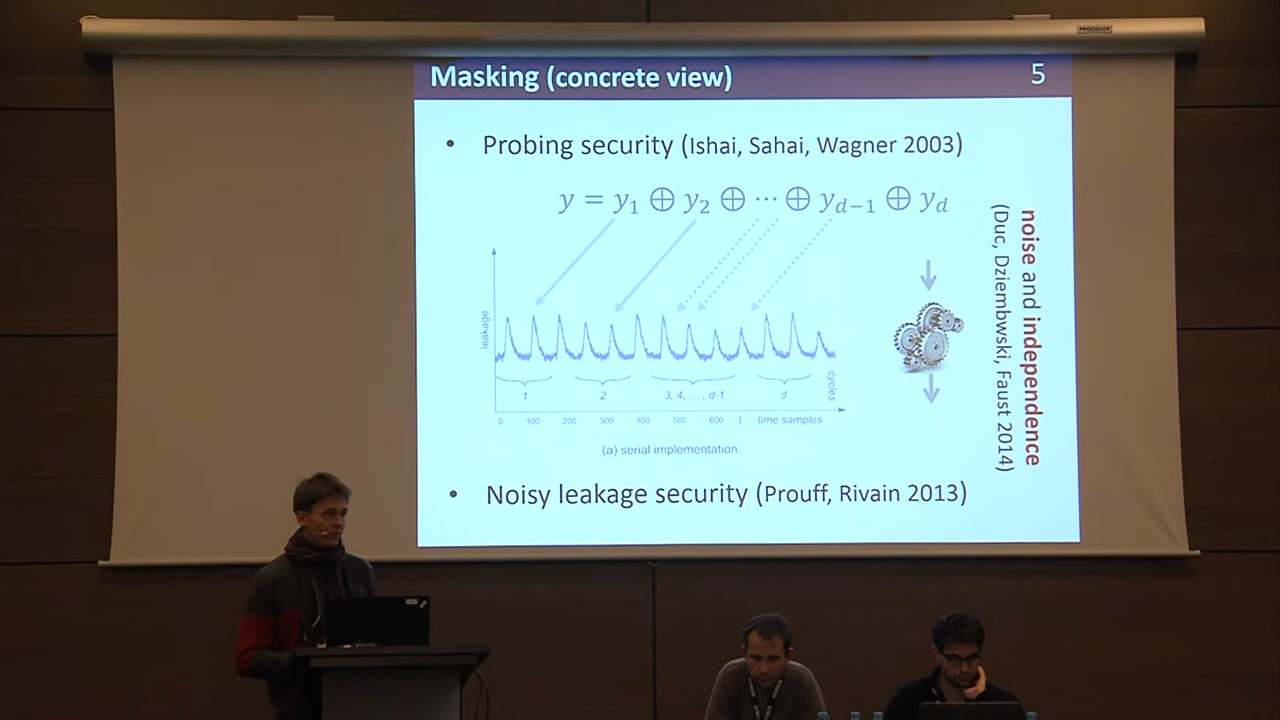 PROCOLOR
Masking (concrete view)
5
• Probing security (Ishai, Sahai, Wagner 2003)
y = y₁ ⊕ y₂ ⊕ ⋯ ⊕ y_{d−1} ⊕ y_d
leakage
cycles
1
2
3, 4, ... , d-1
d
0 100 200 300 400 500 600 | time samples
(a) serial implementation.
noise and independence
(Duc, Dziembwski, Faust 2014)
• Noisy leakage security (Prouff, Rivain 2013)